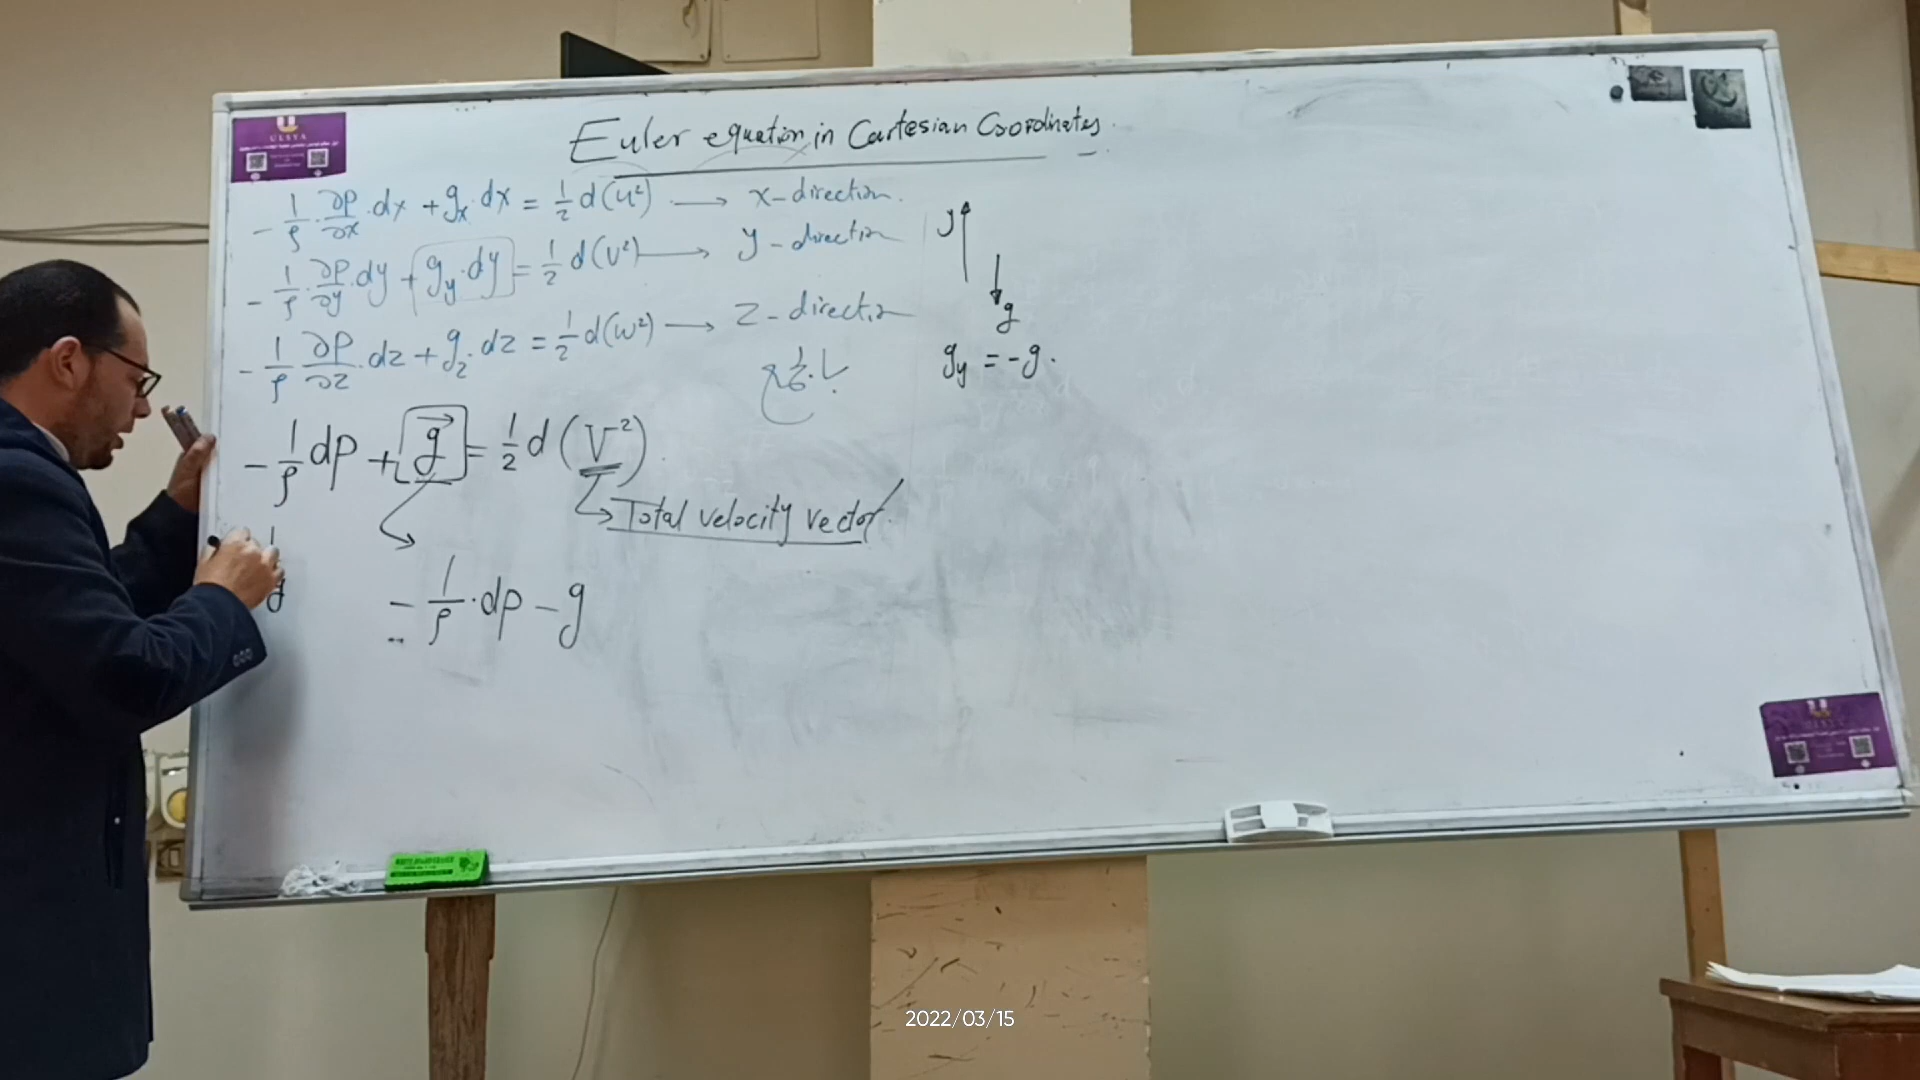 ULSYA
Euler equation in Cartesian Coordinates.
- 1/ρ · ∂p/∂x · dx + gₓ · dx = 1/2 d(u²) → x-direction.
- 1/ρ · ∂p/∂y · dy + g_y · dy = 1/2 d(v²) → y-direction
- 1/ρ ∂p/∂z · dz + g_z · dz = 1/2 d(w²) → z-direction
y
g
g_y = -g.
- 1/ρ dp + g⃗ = 1/2 d(V²)
Total velocity vector
- 1/ρ · dp - g
2022/03/15